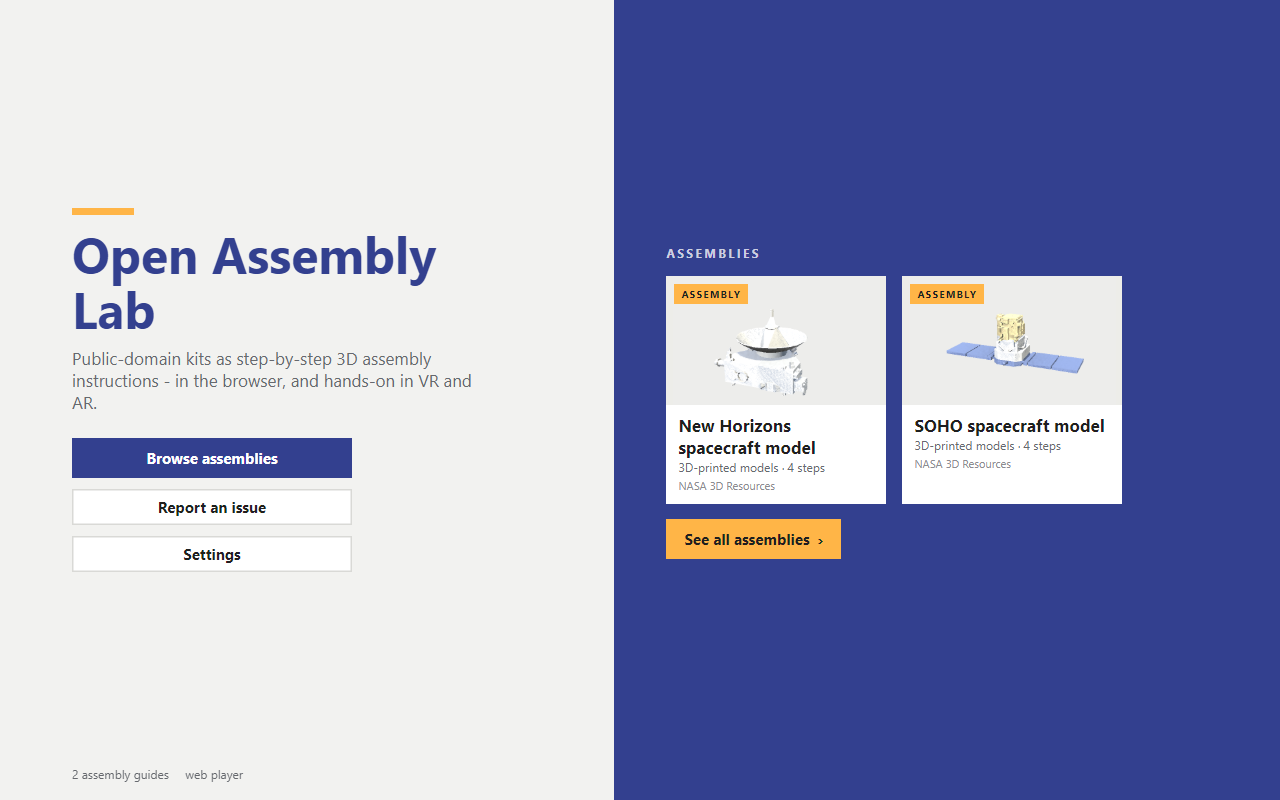 Open Assembly
Lab
Public-domain kits as step-by-step 3D assembly
instructions - in the browser, and hands-on in VR and
AR.
Browse assemblies
Report an issue
Settings
2 assembly guides web player
ASSEMBLIES
ASSEMBLY
New Horizons
spacecraft model
3D-printed models · 4 steps
NASA 3D Resources
ASSEMBLY
SOHO spacecraft model
3D-printed models · 4 steps
NASA 3D Resources
See all assemblies ›